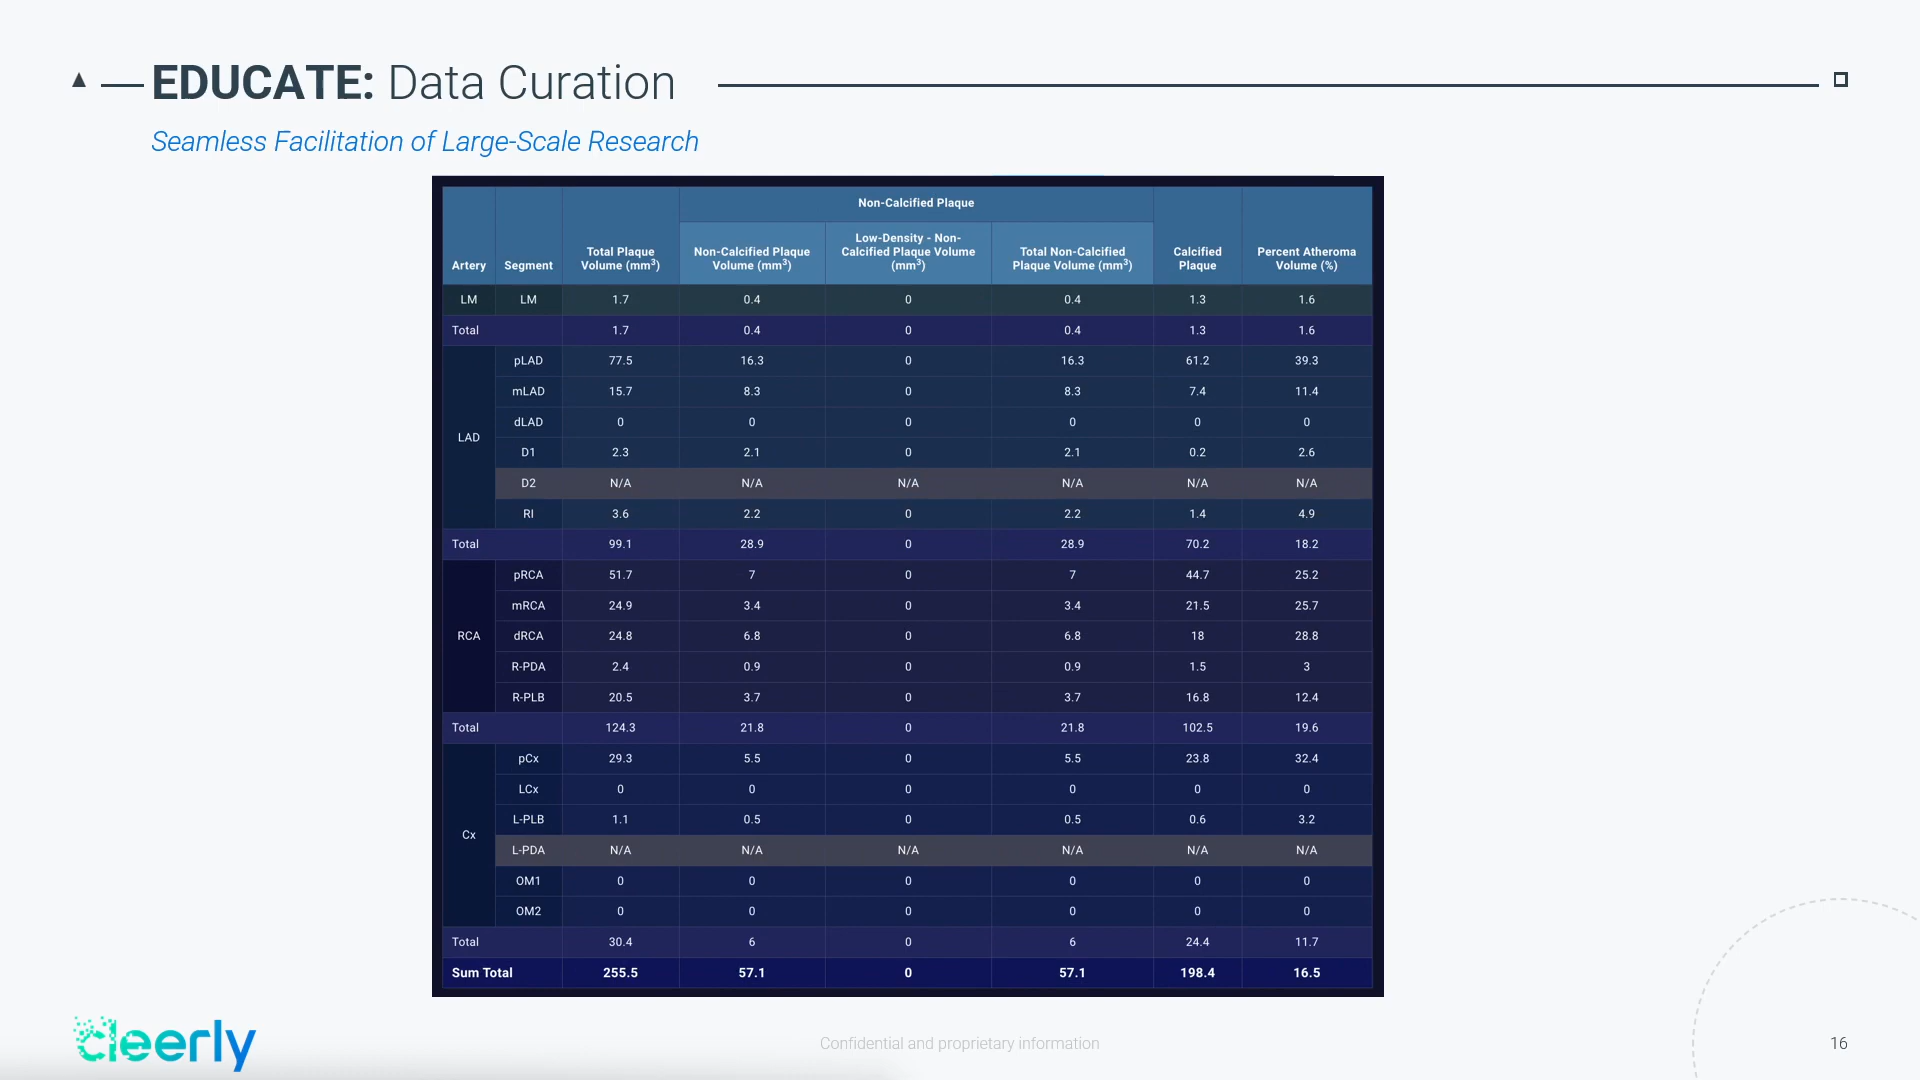 ▲ EDUCATE: Data Curation
Seamless Facilitation of Large-Scale Research
Non-Calcified Plaque
Artery Segment Total Plaque Volume (mm³) Non-Calcified Plaque Volume (mm³) Low-Density - Non-Calcified Plaque Volume (mm³) Total Non-Calcified Plaque Volume (mm³) Calcified Plaque Percent Atheroma Volume (%)
LM LM 1.7 0.4 0 0.4 1.3 1.6
Total 1.7 0.4 0 0.4 1.3 1.6
LAD
pLAD 77.5 16.3 0 16.3 61.2 39.3
mLAD 15.7 8.3 0 8.3 7.4 11.4
dLAD 0 0 0 0 0 0
D1 2.3 2.1 0 2.1 0.2 2.6
D2 N/A N/A N/A N/A N/A N/A
RI 3.6 2.2 0 2.2 1.4 4.9
Total 99.1 28.9 0 28.9 70.2 18.2
RCA
pRCA 51.7 7 0 7 44.7 25.2
mRCA 24.9 3.4 0 3.4 21.5 25.7
dRCA 24.8 6.8 0 6.8 18 28.8
R-PDA 2.4 0.9 0 0.9 1.5 3
R-PLB 20.5 3.7 0 3.7 16.8 12.4
Total 124.3 21.8 0 21.8 102.5 19.6
Cx
pCx 29.3 5.5 0 5.5 23.8 32.4
LCx 0 0 0 0 0 0
L-PLB 1.1 0.5 0 0.5 0.6 3.2
L-PDA N/A N/A N/A N/A N/A N/A
OM1 0 0 0 0 0 0
OM2 0 0 0 0 0 0
Total 30.4 6 0 6 24.4 11.7
Sum Total 255.5 57.1 0 57.1 198.4 16.5
cleerly
Confidential and proprietary information
16